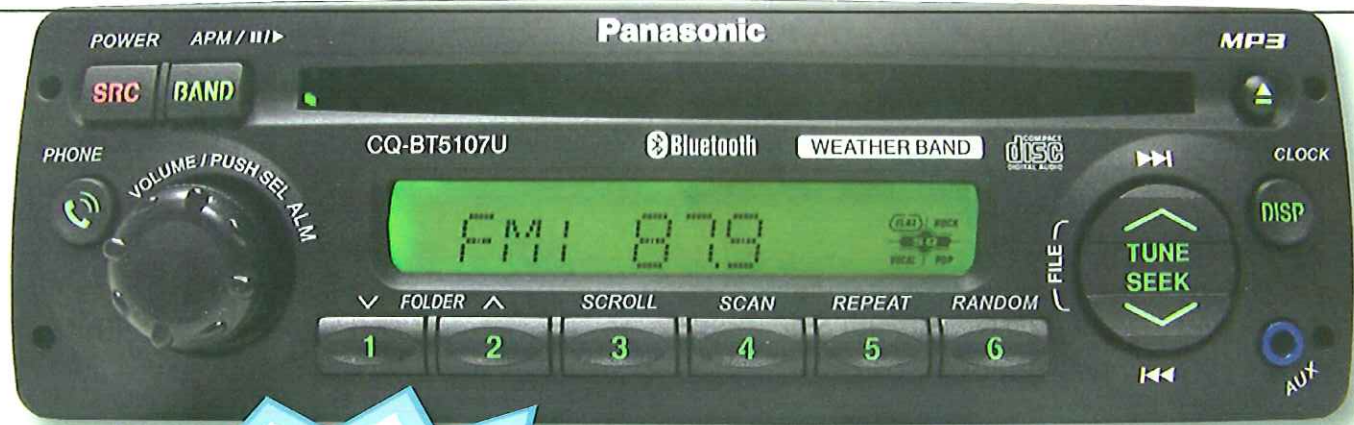 Panasonic
POWER APM / II/▶
MP3
SRC BAND
CQ-BT5107U Bluetooth WEATHER BAND COMPACT disc DIGITAL AUDIO
PHONE
VOLUME / PUSH SEL ALM
CLOCK
DISP
FM1 87.9
FLAT ROCK
VOCAL POP
FILE
TUNE
SEEK
FOLDER SCROLL SCAN REPEAT RANDOM
1 2 3 4 5 6
AUX